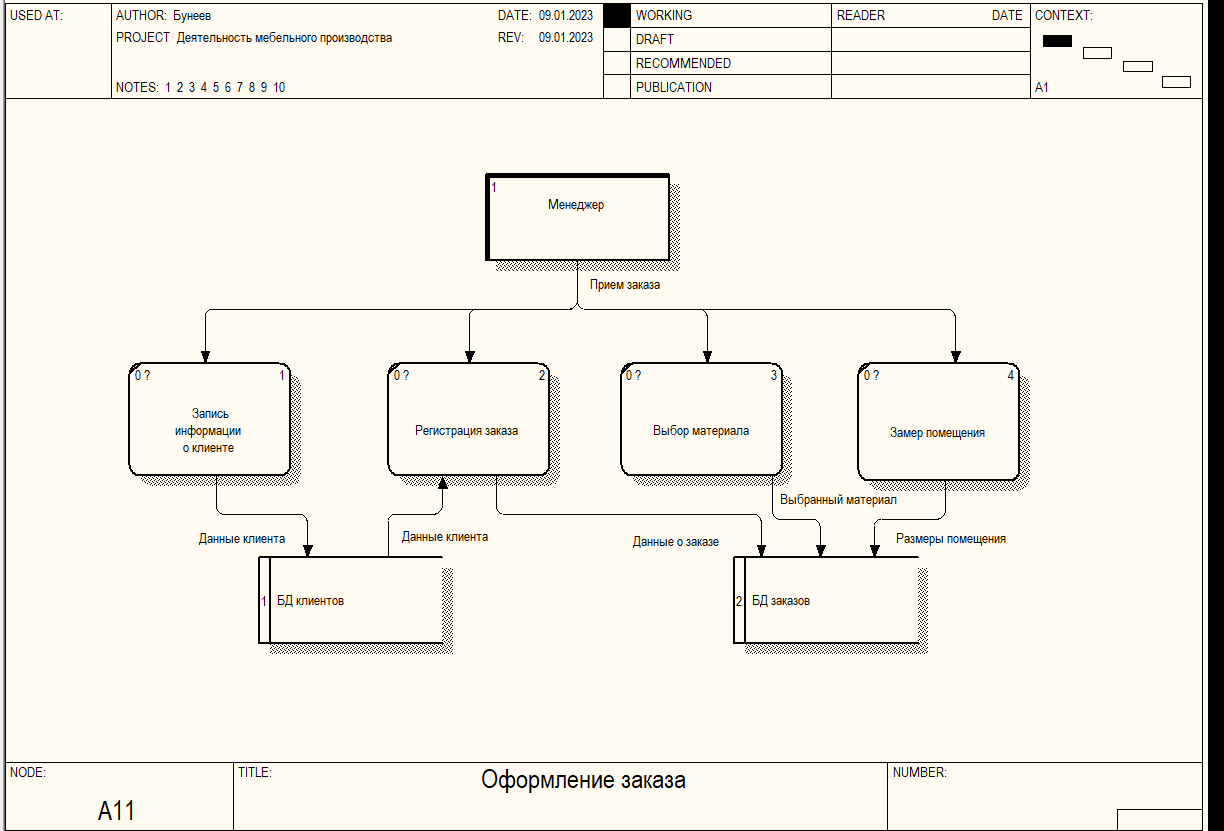 USED AT:
AUTHOR: Бунеев
DATE: 09.01.2023
PROJECT Деятельность мебельного производства
REV: 09.01.2023
NOTES: 1 2 3 4 5 6 7 8 9 10
WORKING
DRAFT
RECOMMENDED
PUBLICATION
READER
DATE
CONTEXT:
A1
1
Менеджер
Прием заказа
0 ?
1
Запись
информации
о клиенте
0 ?
2
Регистрация заказа
0 ?
3
Выбор материала
0 ?
4
Замер помещения
Данные клиента
Данные клиента
Данные о заказе
Выбранный материал
Размеры помещения
1
БД клиентов
2
БД заказов
NODE:
A11
TITLE:
Оформление заказа
NUMBER: